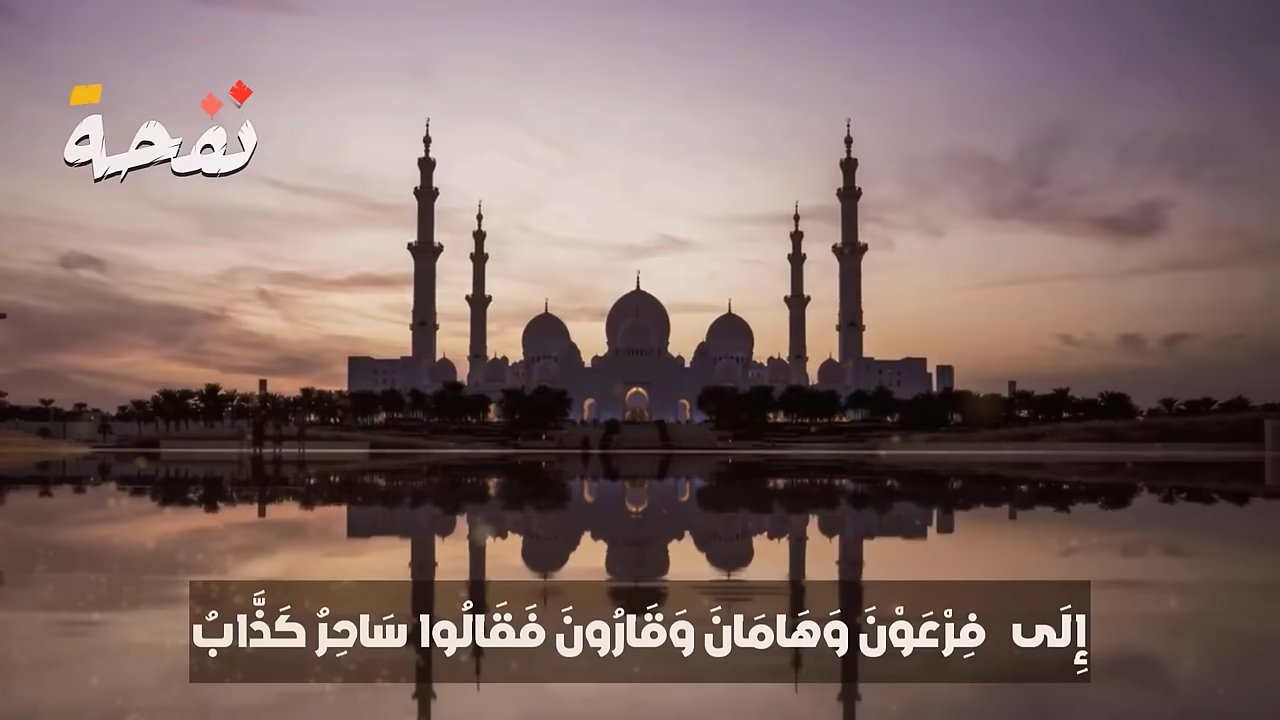 نفحة
إِلَى فِرْعَوْنَ وَهَامَانَ وَقَارُونَ فَقَالُوا سَاحِرٌ كَذَّابٌ